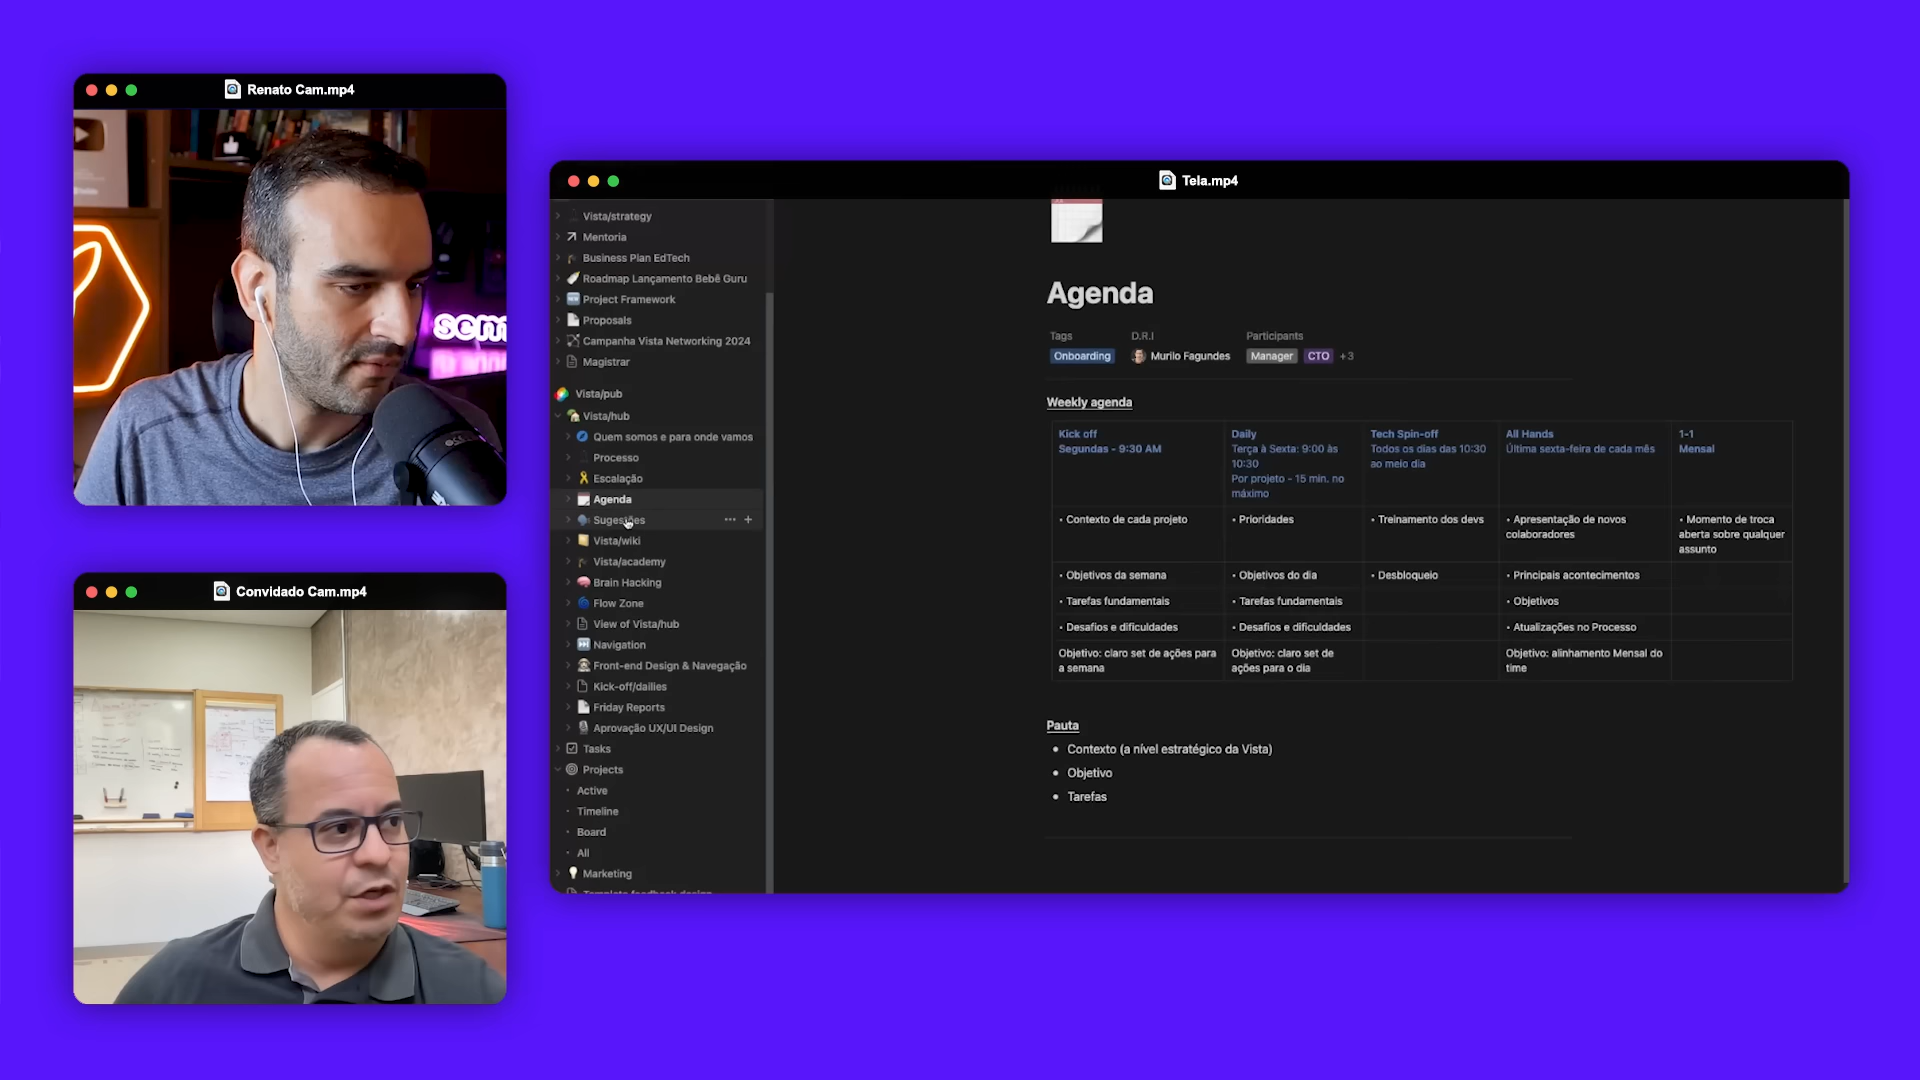 Renato Cam.mp4
Convidado Cam.mp4
Tela.mp4
Vista/strategy
Mentoria
Business Plan EdTech
Roadmap Lançamento Bebê Guru
Project Framework
Proposals
Campanha Vista Networking 2024
Magistrar
Vista/pub
Vista/hub
Quem somos e para onde vamos
Processo
Escalação
Agenda
Sugestões
Vista/wiki
Vista/academy
Brain Hacking
Flow Zone
View of Vista/hub
Navigation
Front-end Design & Navegação
Kick-off/dailies
Friday Reports
Aprovação UX/UI Design
Tasks
Projects
Active
Timeline
Board
All
Marketing
Agenda
Tags
D.R.I
Participants
Onboarding
Murilo Fagundes
Manager CTO +3
Weekly agenda
Kick off
Segundas - 9:30 AM
Daily
Terça à Sexta: 9:00 às
10:30
Por projeto - 15 min. no
máximo
Tech Spin-off
Todos os dias das 10:30
ao meio dia
All Hands
Última sexta-feira de cada mês
1-1
Mensal
• Contexto de cada projeto
• Prioridades
• Treinamento dos devs
• Apresentação de novos
colaboradores
• Momento de troca
aberta sobre qualquer
assunto
• Objetivos da semana
• Objetivos do dia
• Desbloqueio
• Principais acontecimentos
• Tarefas fundamentais
• Tarefas fundamentais
• Objetivos
• Desafios e dificuldades
• Desafios e dificuldades
• Atualizações no Processo
Objetivo: claro set de ações para
a semana
Objetivo: claro set de
ações para o dia
Objetivo: alinhamento Mensal do
time
Pauta
• Contexto (a nível estratégico da Vista)
• Objetivo
• Tarefas